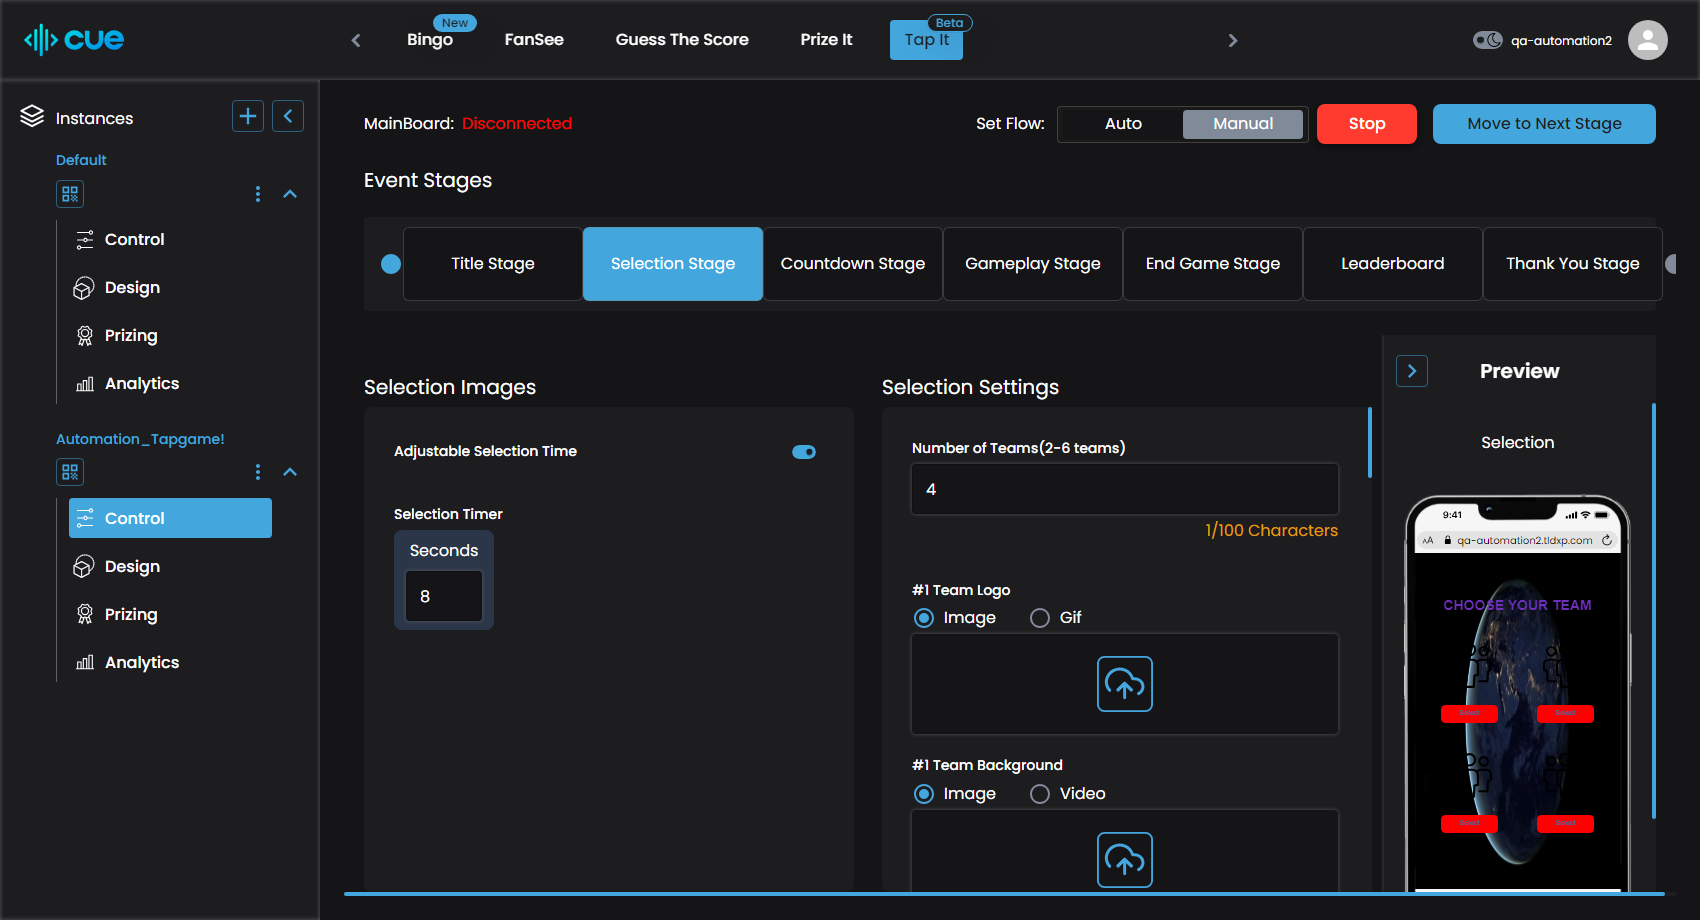 cue
New
Bingo
FanSee
Guess The Score
Prize It
Beta
Tap It
qa-automation2
Instances
Default
Control
Design
Prizing
Analytics
Automation_Tapgame!
Control
Design
Prizing
Analytics
MainBoard: Disconnected
Set Flow:
Auto
Manual
Stop
Move to Next Stage
Event Stages
Title Stage
Selection Stage
Countdown Stage
Gameplay Stage
End Game Stage
Leaderboard
Thank You Stage
Selection Images
Adjustable Selection Time
Selection Timer
Seconds
8
Selection Settings
Number of Teams(2-6 teams)
4
1/100 Characters
#1 Team Logo
Image
Gif
#1 Team Background
Image
Video
Preview
Selection
9:41
AA qa-automation2.tldxp.com
CHOOSE YOUR TEAM
Select
Select
Select
Select